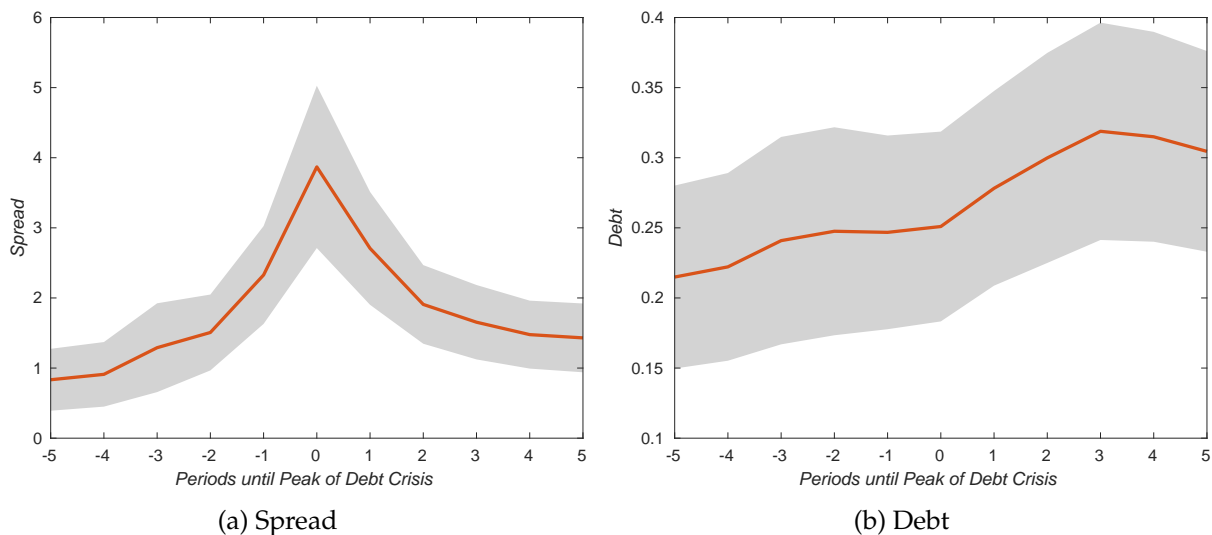 6
5
4
3
2
1
0
Spread
-5 -4 -3 -2 -1 0 1 2 3 4 5
Periods until Peak of Debt Crisis
(a) Spread
0.4
0.35
0.3
0.25
0.2
0.15
0.1
Debt
-5 -4 -3 -2 -1 0 1 2 3 4 5
Periods until Peak of Debt Crisis
(b) Debt